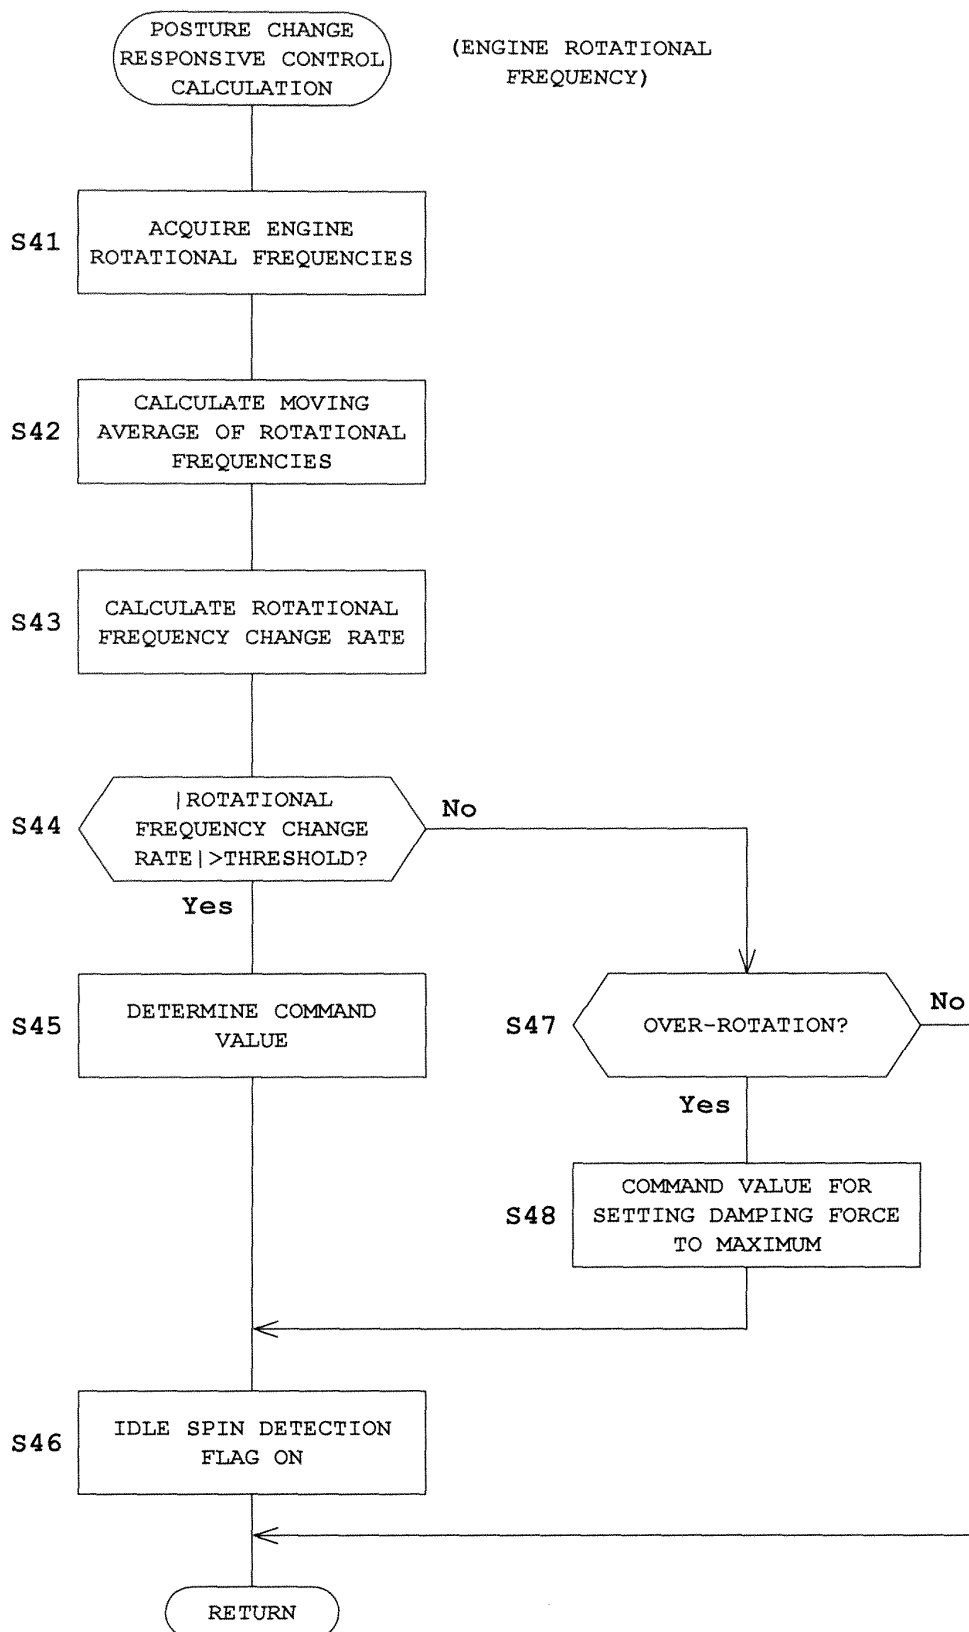 POSTURE CHANGE
RESPONSIVE CONTROL
CALCULATION
(ENGINE ROTATIONAL
FREQUENCY)
S41
ACQUIRE ENGINE
ROTATIONAL FREQUENCIES
S42
CALCULATE MOVING
AVERAGE OF ROTATIONAL
FREQUENCIES
S43
CALCULATE ROTATIONAL
FREQUENCY CHANGE RATE
S44
|ROTATIONAL
FREQUENCY CHANGE
RATE|>THRESHOLD?
No
Yes
S45
DETERMINE COMMAND
VALUE
S47
OVER-ROTATION?
No
Yes
S48
COMMAND VALUE FOR
SETTING DAMPING FORCE
TO MAXIMUM
S46
IDLE SPIN DETECTION
FLAG ON
RETURN